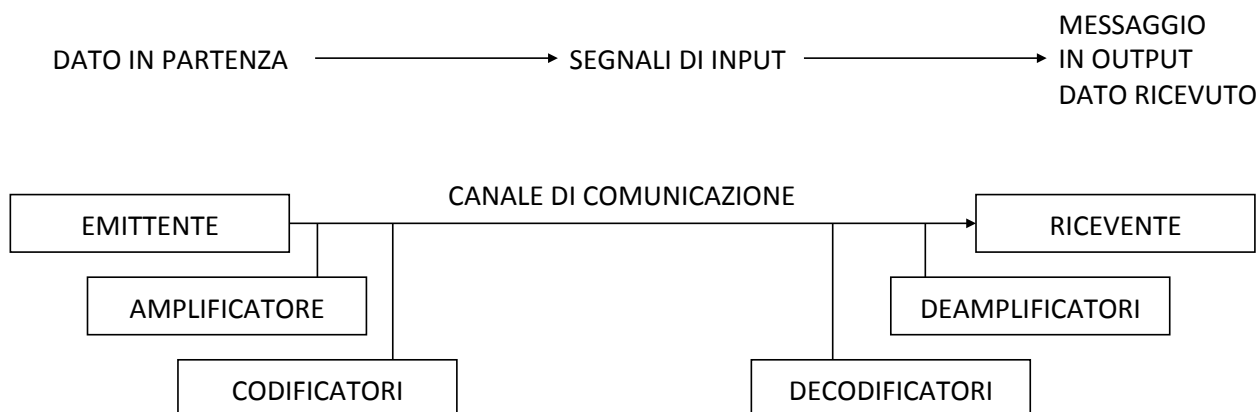 DATO IN PARTENZA
SEGNALI DI INPUT
MESSAGGIO
IN OUTPUT
DATO RICEVUTO
CANALE DI COMUNICAZIONE
EMITTENTE
RICEVENTE
AMPLIFICATORE
DEAMPLIFICATORI
CODIFICATORI
DECODIFICATORI